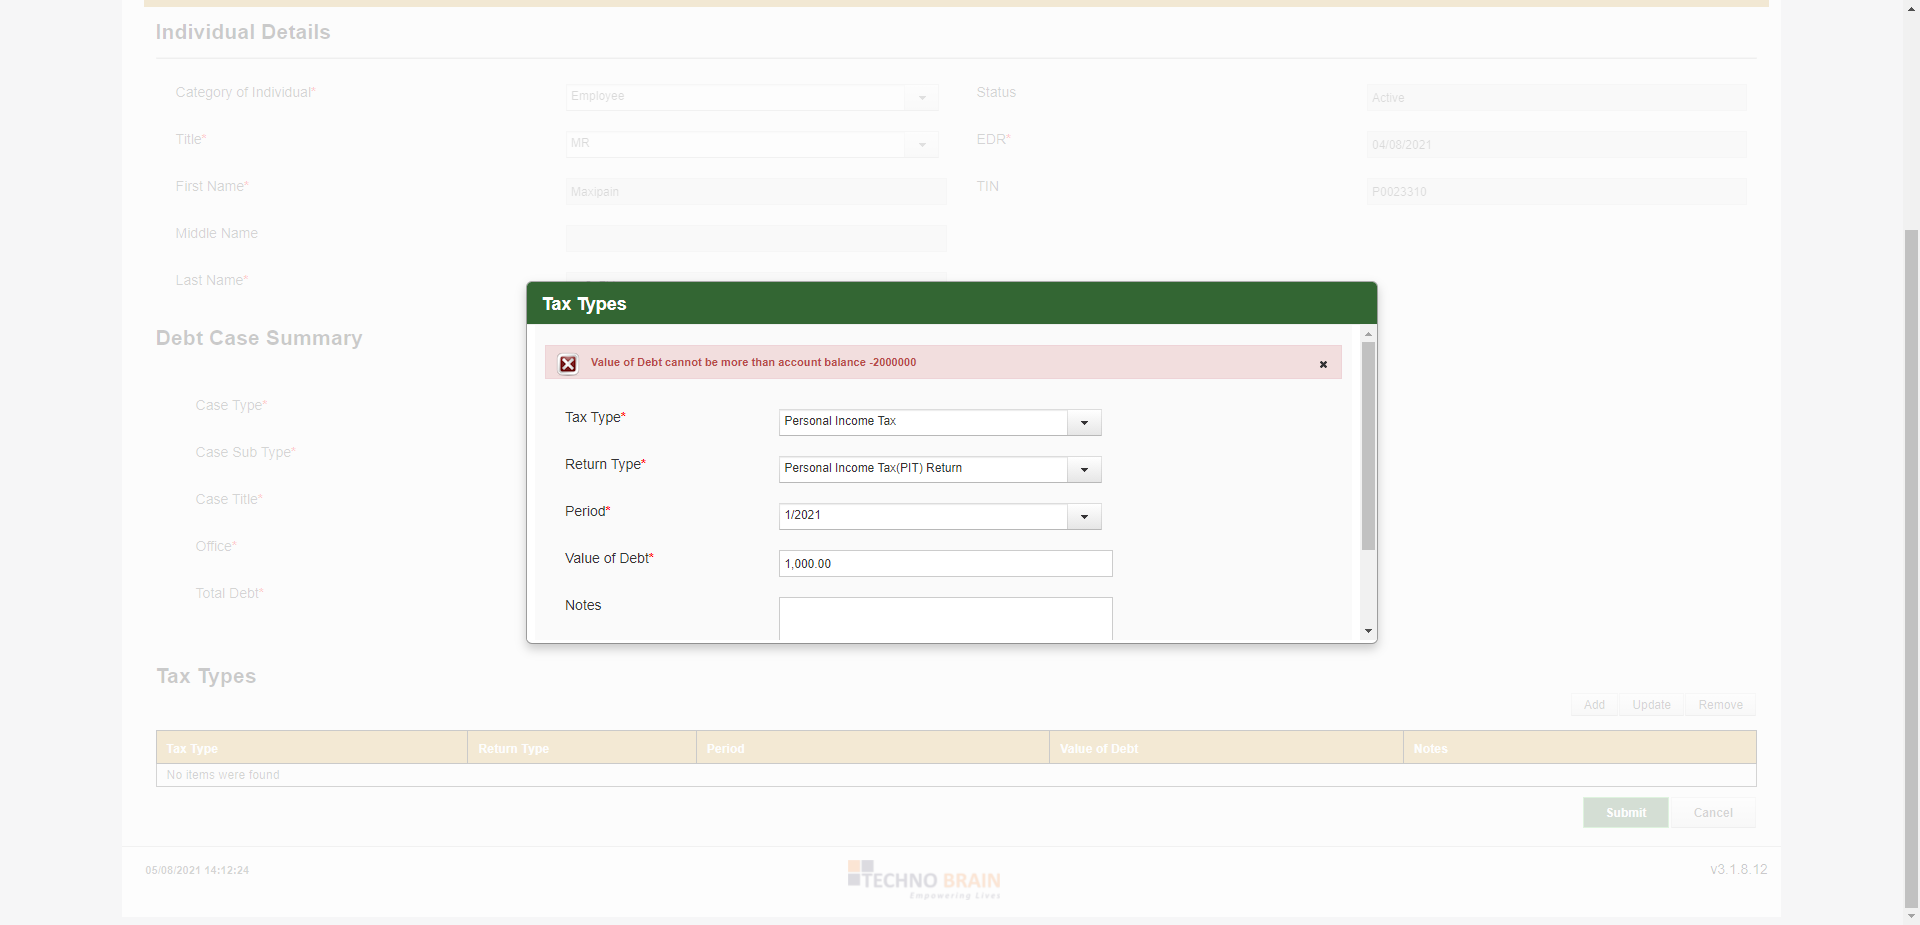 Individual Details
Category of Individual*
Employee
Status
Active
Title*
MR
EDR*
04/08/2021
First Name*
Maxipain
TIN
P0023310
Middle Name
Last Name*
Tax Types
Value of Debt cannot be more than account balance -2000000
Tax Type*
Personal Income Tax
Return Type*
Personal Income Tax(PIT) Return
Period*
1/2021
Value of Debt*
1,000.00
Notes
Debt Case Summary
Case Type*
Case Sub Type*
Case Title*
Office*
Total Debt*
Tax Types
Add Update Remove
Tax Type Return Type Period Value of Debt Notes
No items were found
Submit Cancel
05/08/2021 14:12:24
TECHNO BRAIN
Empowering Lives
v3.1.8.12